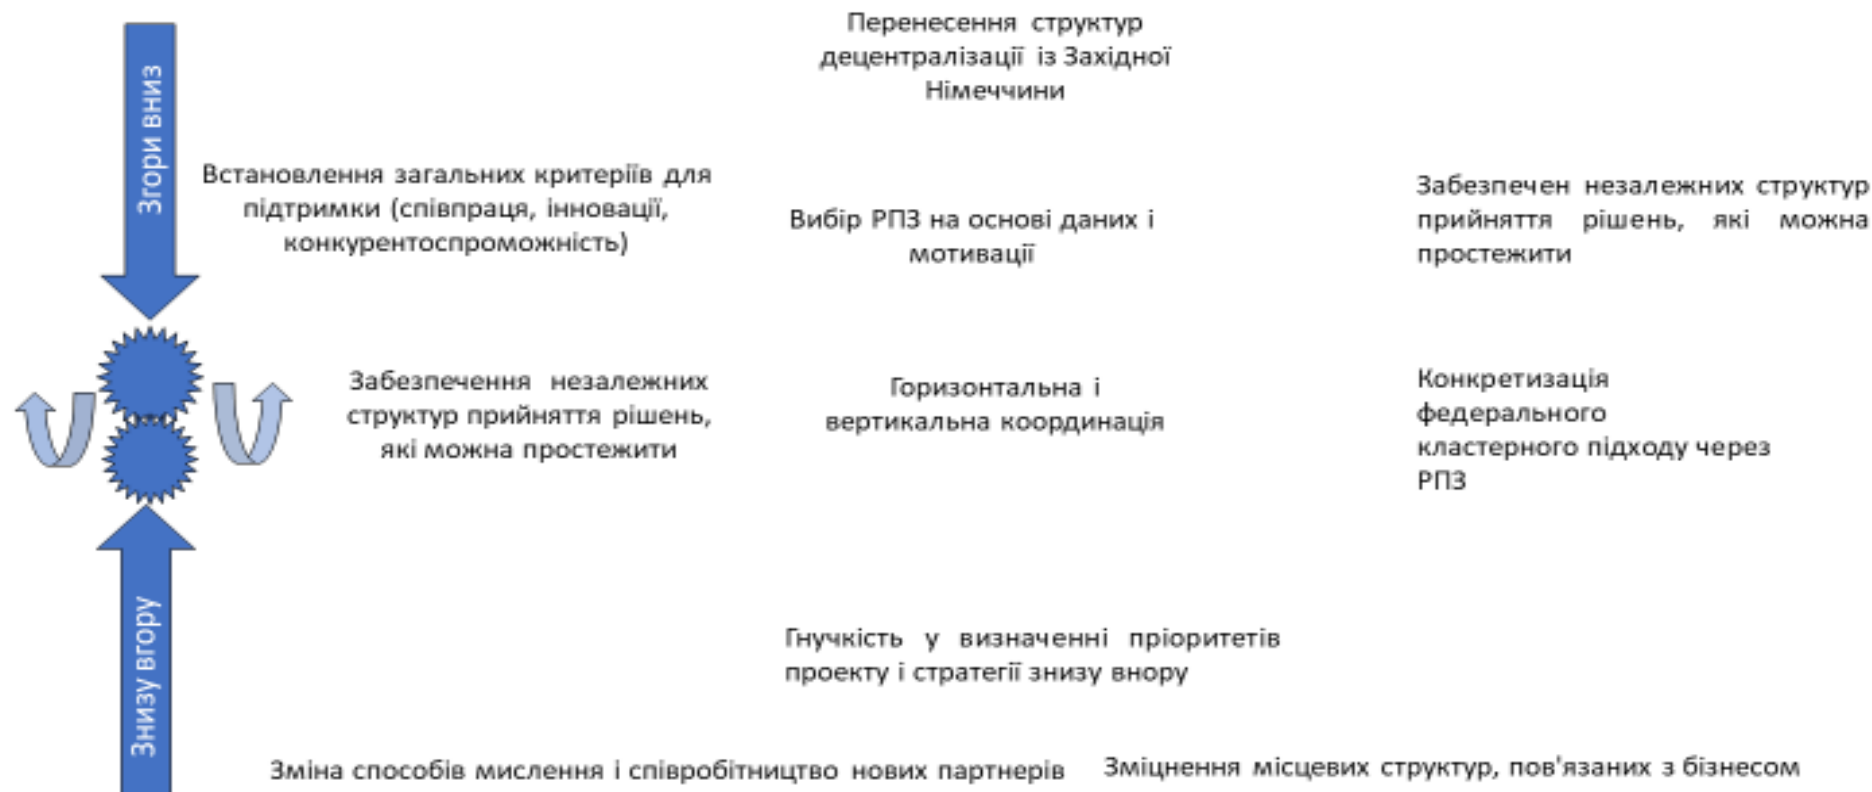 Перенесення структур
децентралізації із Західної
Німеччини
Згори вниз
Встановлення загальних критеріїв для
підтримки (співпраця, інновації,
конкурентоспроможність)
Вибір РПЗ на основі даних і
мотивації
Забезпечен незалежних структур
прийняття рішень, які можна
простежити
Забезпечення незалежних
структур прийняття рішень,
які можна простежити
Горизонтальна і
вертикальна координація
Конкретизація
федерального
кластерного підходу через
РПЗ
Знизу вгору
Гнучкість у визначенні пріоритетів
проекту і стратегії знизу внору
Зміна способів мислення і співробітництво нових партнерів
Зміцнення місцевих структур, пов'язаних з бізнесом